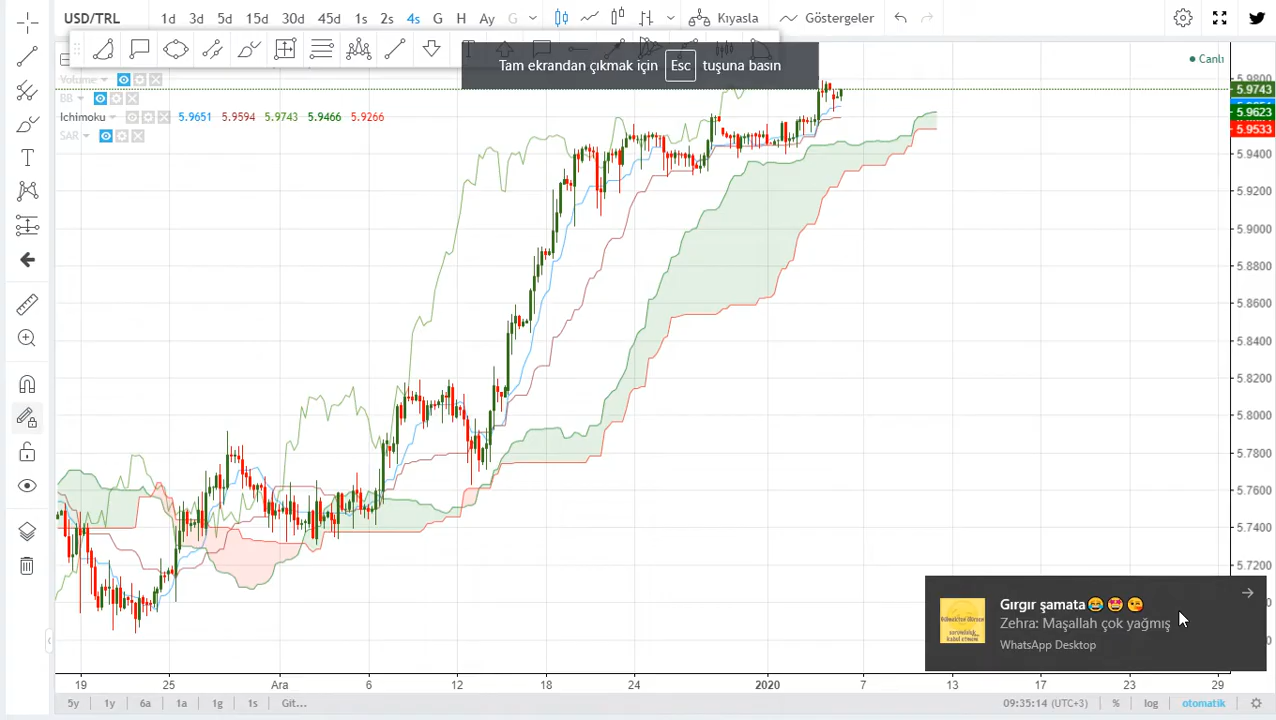 USD/TRL 1d 3d 5d 15d 30d 45d 1s 2s 4s G H Ay G Kıyasla Göstergeler
Tam ekrandan çıkmak için Esc tuşuna basın
Canlı
Volume
BB
Ichimoku 5.9651 5.9594 5.9743 5.9466 5.9266
SAR
5.9800
5.9743
5.9623
5.9533
5.9400
5.9200
5.9000
5.8800
5.8600
5.8400
5.8200
5.8000
5.7800
5.7600
5.7400
5.7200
Gırgır şamata
Zehra: Maşallah çok yağmış
WhatsApp Desktop
19 25 Ara 6 12 18 24 2020 7 13 17 23 29
5y 1y 6a 1a 1g 1s Git... 09:35:14 (UTC+3) % log otomatik